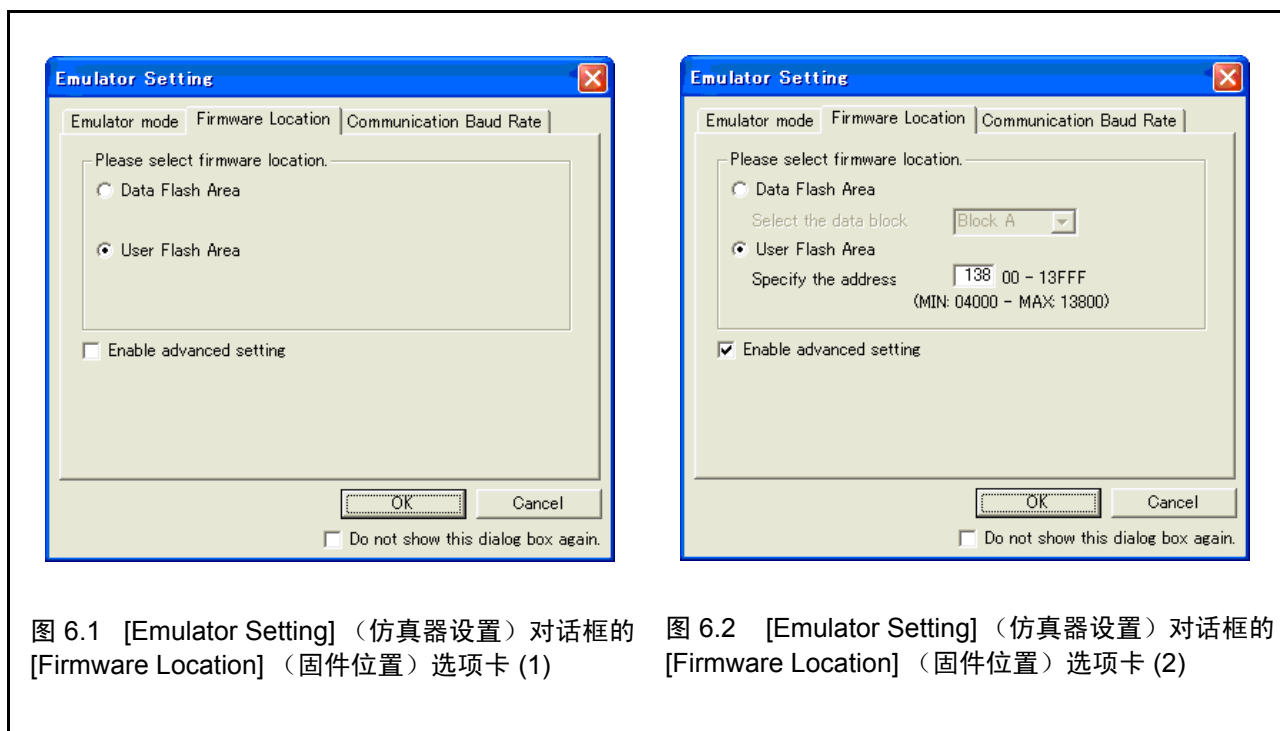 Emulator Setting
Emulator mode Firmware Location Communication Baud Rate
Please select firmware location.
Data Flash Area
User Flash Area
Enable advanced setting
OK Cancel
Do not show this dialog box again.
图 6.1 [Emulator Setting] （仿真器设置）对话框的
[Firmware Location] （固件位置）选项卡 (1)
Emulator Setting
Emulator mode Firmware Location Communication Baud Rate
Please select firmware location.
Data Flash Area
Select the data block Block A
User Flash Area
Specify the address 138 00 - 13FFF
(MIN: 04000 - MAX: 13800)
Enable advanced setting
OK Cancel
Do not show this dialog box again.
图 6.2 [Emulator Setting] （仿真器设置）对话框的
[Firmware Location] （固件位置）选项卡 (2)